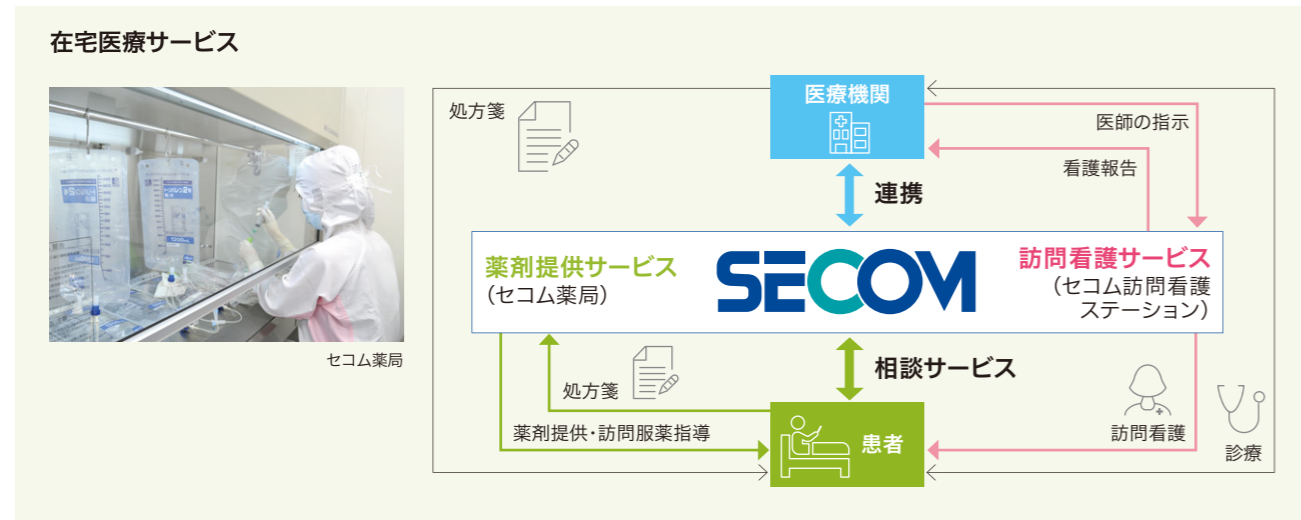 在宅医療サービス
セコム薬局
処方箋
医療機関
医師の指示
看護報告
連携
薬剤提供サービス
（セコム薬局）
SECOM
訪問看護サービス
（セコム訪問看護
ステーション）
相談サービス
処方箋
薬剤提供・訪問服薬指導
患者
訪問看護
診療